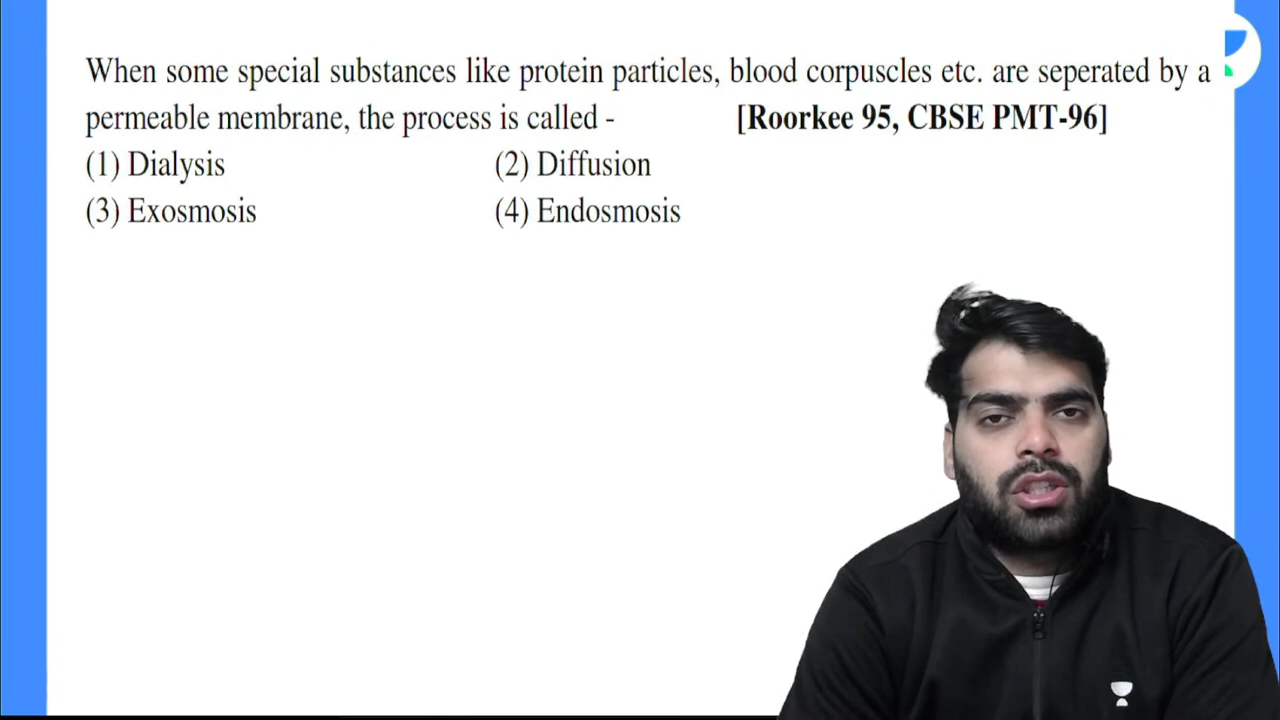 When some special substances like protein particles, blood corpuscles etc. are seperated by a
permeable membrane, the process is called - [Roorkee 95, CBSE PMT-96]
(1) Dialysis (2) Diffusion
(3) Exosmosis (4) Endosmosis